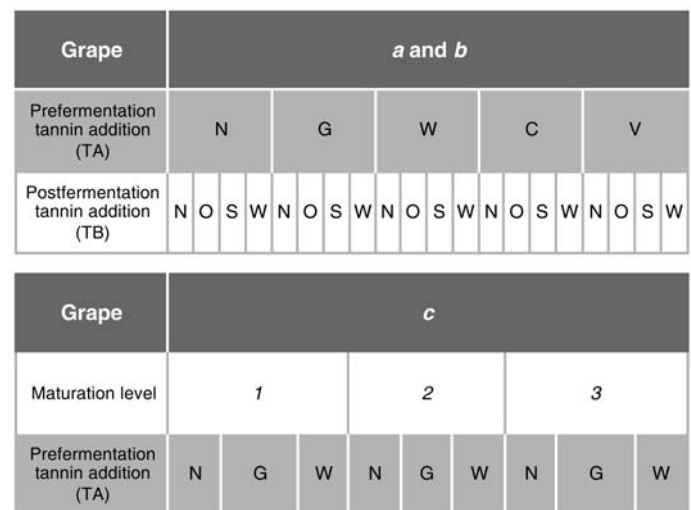 Grape a and b
Prefermentation
tannin addition
(TA)
N G W C V
Postfermentation
tannin addition
(TB)
N O S W N O S W N O S W N O S W N O S W
Grape c
Maturation level 1 2 3
Prefermentation
tannin addition
(TA)
N G W N G W N G W